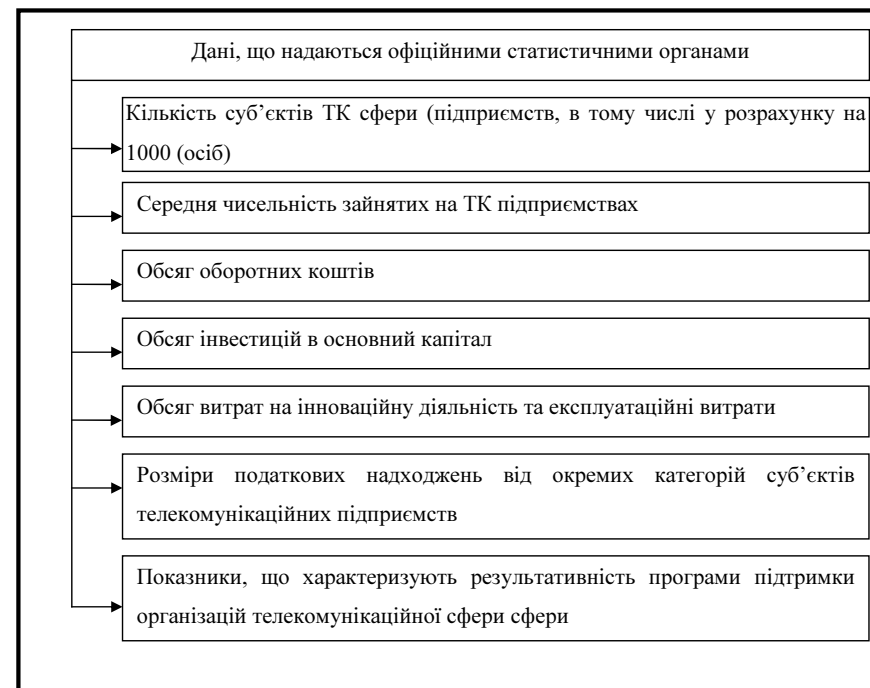 Дані, що надаються офіційними статистичними органами
Кількість суб’єктів ТК сфери (підприємств, в тому числі у розрахунку на
1000 (осіб)
Середня чисельність зайнятих на ТК підприємствах
Обсяг оборотних коштів
Обсяг інвестицій в основний капітал
Обсяг витрат на інноваційну діяльність та експлуатаційні витрати
Розміри податкових надходжень від окремих категорій суб’єктів
телекомунікаційних підприємств
Показники, що характеризують результативність програми підтримки
організацій телекомунікаційної сфери сфери